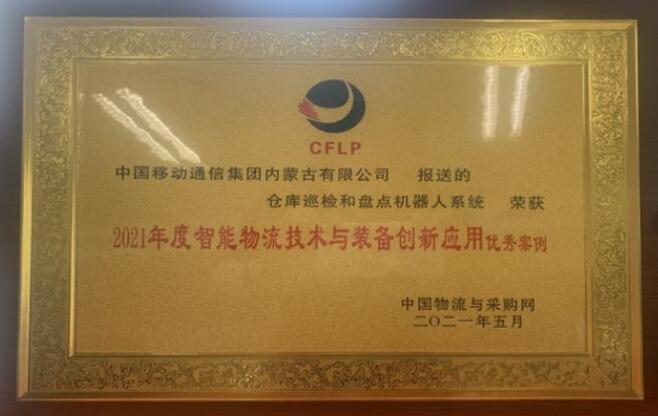 CFLP
中国移动通信集团内蒙古有限公司 报送的
仓库巡检和盘点机器人系统 荣获
2021年度智能物流技术与装备创新应用优秀案例
中国物流与采购网
二〇二一年五月